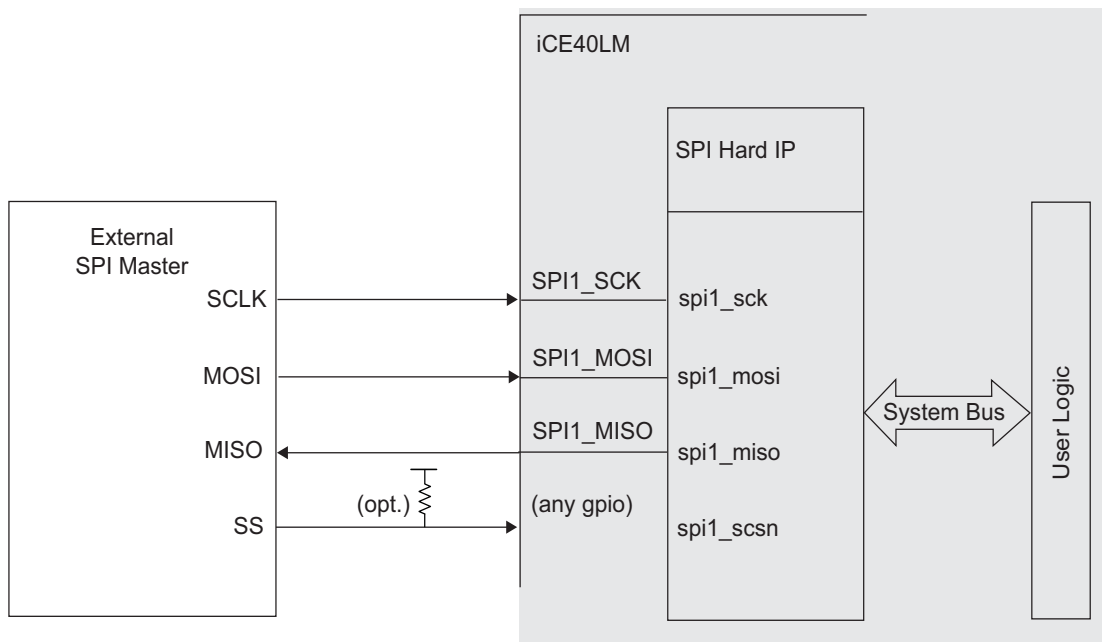 iCE40LM
SPI Hard IP
External
SPI Master
SCLK
SPI1_SCK
spi1_sck
MOSI
SPI1_MOSI
spi1_mosi
MISO
SPI1_MISO
spi1_miso
(opt.)
SS
(any gpio)
spi1_scsn
System Bus
User Logic